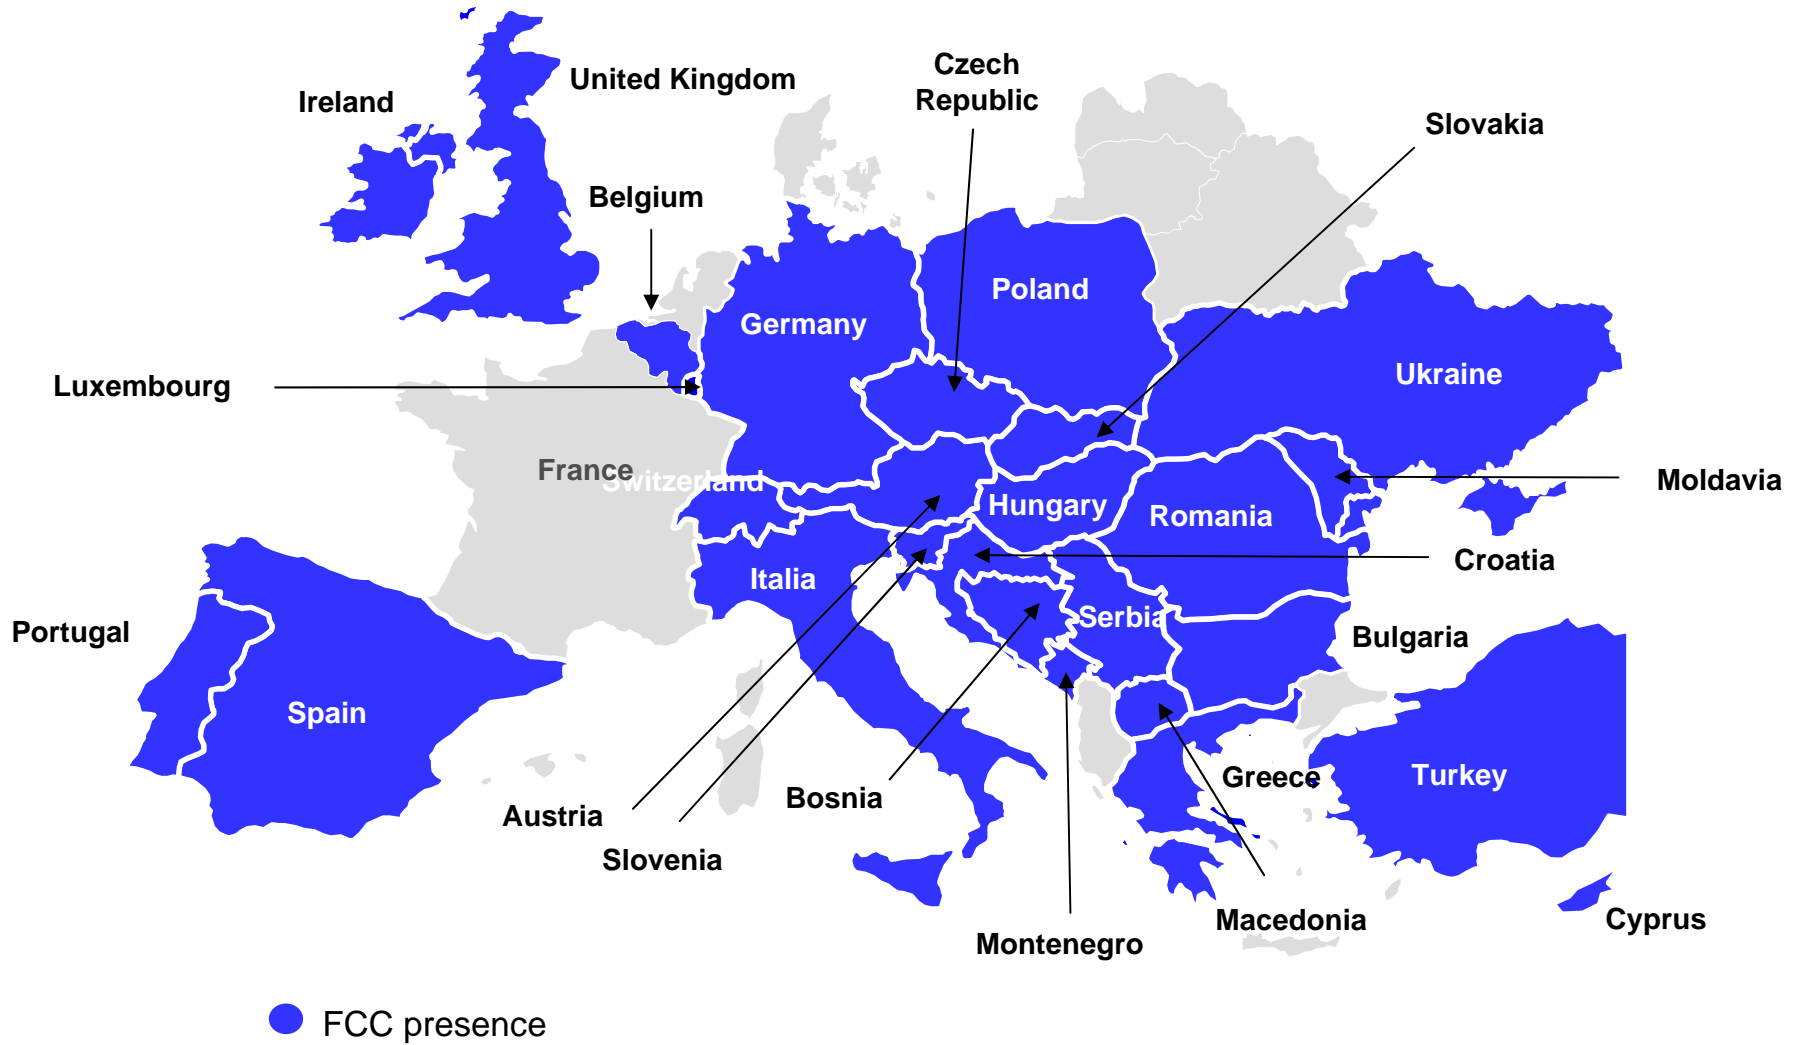 Czech
Republic
United Kingdom
Ireland
Slovakia
Belgium
Poland
Germany
Ukraine
Luxembourg
France
Switzerland
Moldavia
Hungary
Romania
Croatia
Italia
Serbia
Portugal
Bulgaria
Spain
Greece
Turkey
Bosnia
Austria
Slovenia
Macedonia
Cyprus
Montenegro
FCC presence